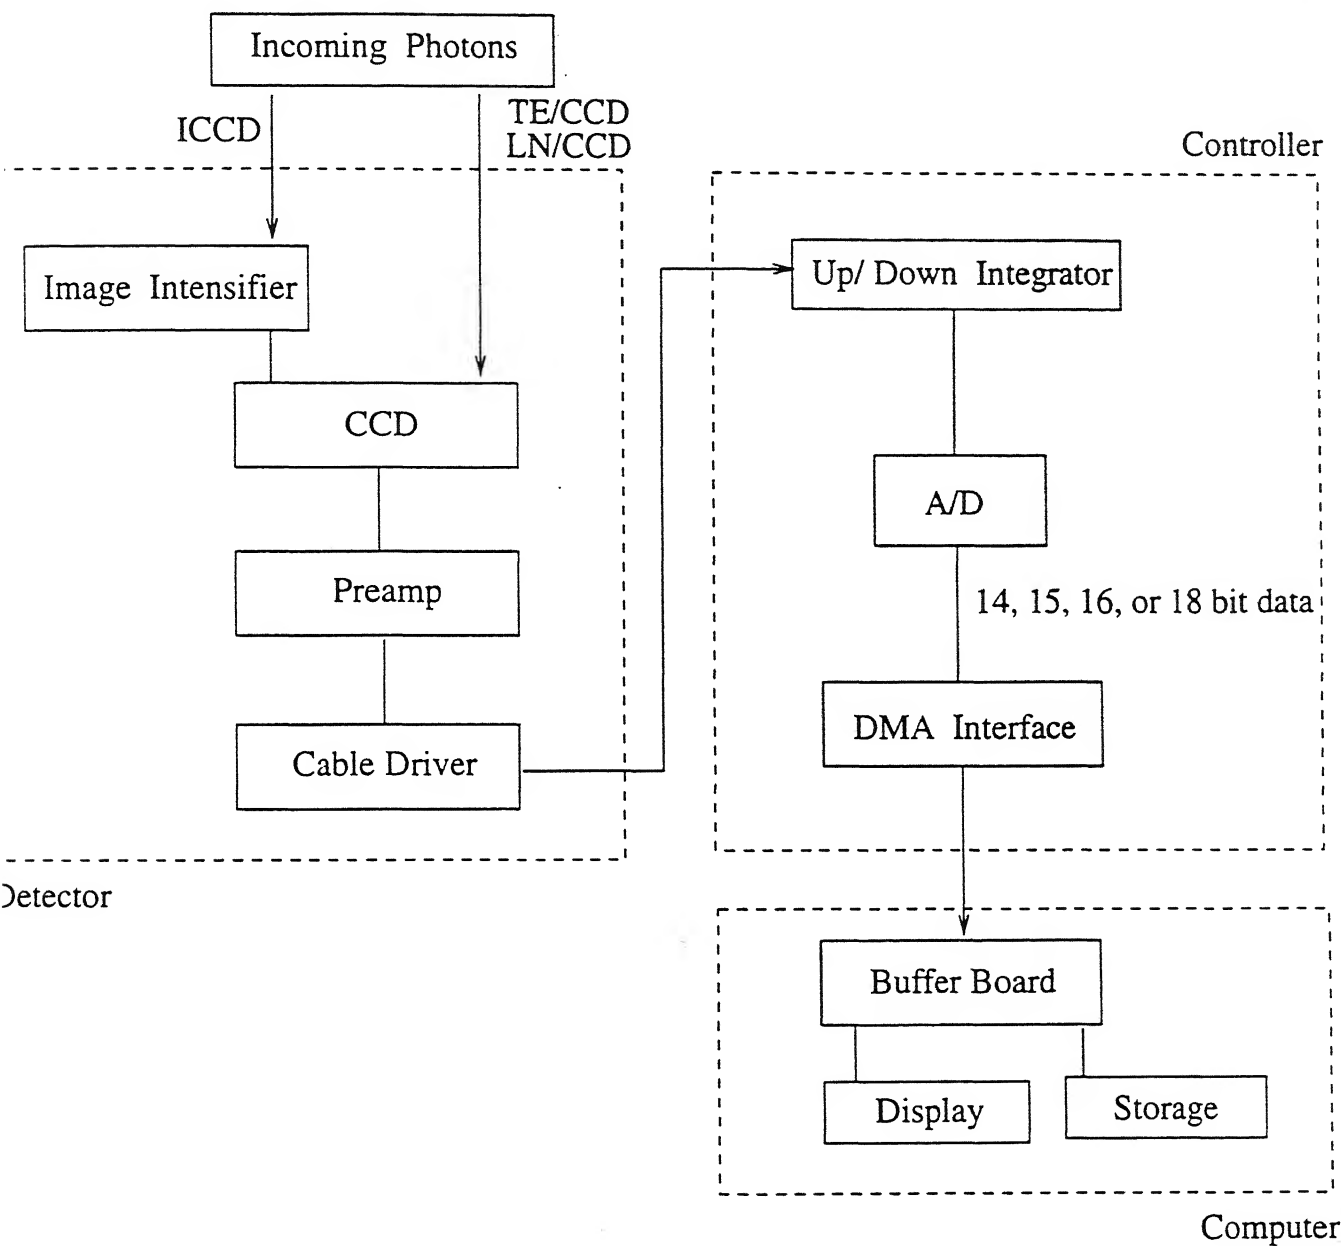 Incoming Photons
ICCD
TE/CCD
LN/CCD
Controller
Image Intensifier
Up/ Down Integrator
CCD
A/D
Preamp
14, 15, 16, or 18 bit data
DMA Interface
Cable Driver
Detector
Buffer Board
Display
Storage
Computer